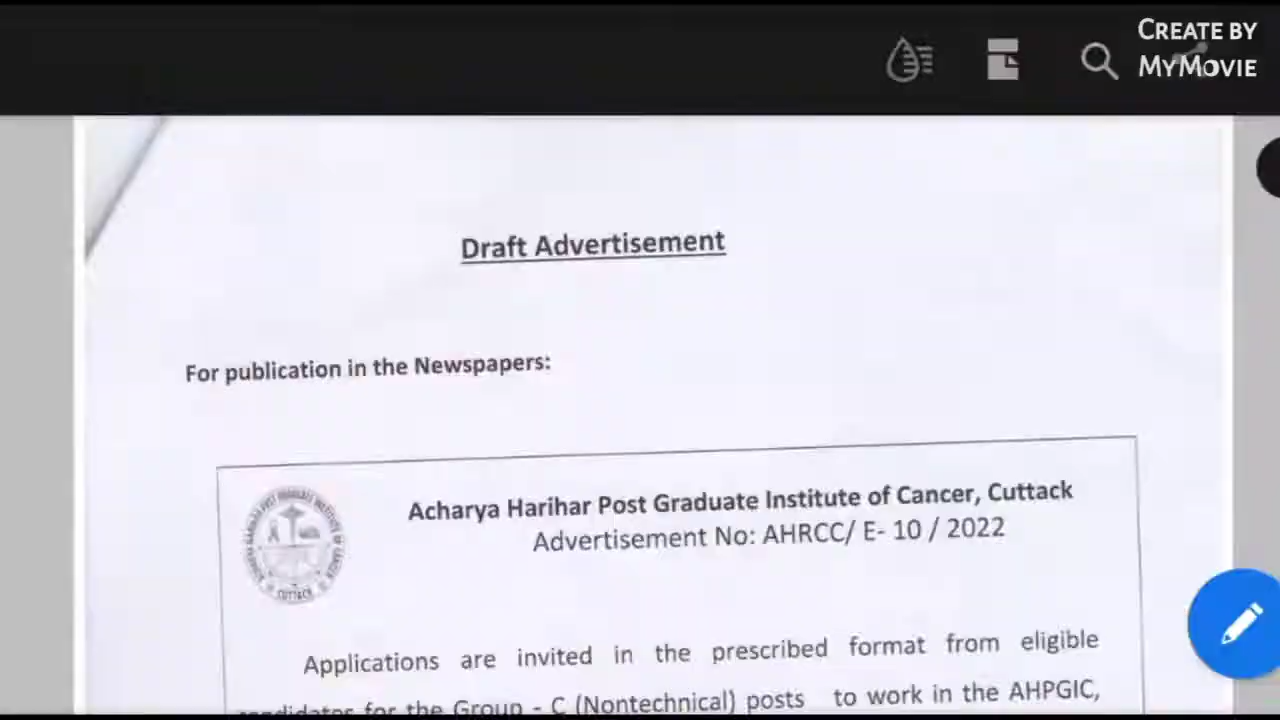 CREATE BY
MYMOVIE
Draft Advertisement
For publication in the Newspapers:
Acharya Harihar Post Graduate Institute of Cancer, Cuttack
Advertisement No: AHRCC/ E- 10 / 2022
CUTTACK
Applications are invited in the prescribed format from eligible
candidates for the Group - C (Nontechnical) posts to work in the AHPGIC,